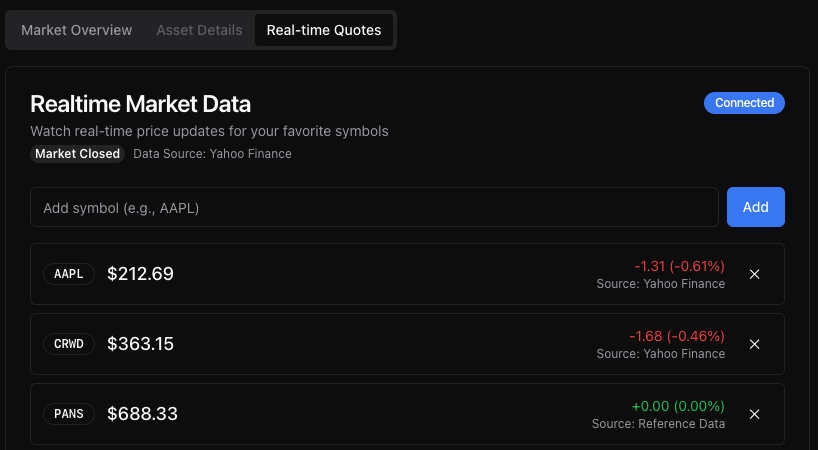 Market Overview Asset Details Real-time Quotes
Realtime Market Data
Connected
Watch real-time price updates for your favorite symbols
Market Closed Data Source: Yahoo Finance
Add symbol (e.g., AAPL)
Add
AAPL $212.69
-1.31 (-0.61%)
Source: Yahoo Finance
CRWD $363.15
-1.68 (-0.46%)
Source: Yahoo Finance
PANS $688.33
+0.00 (0.00%)
Source: Reference Data